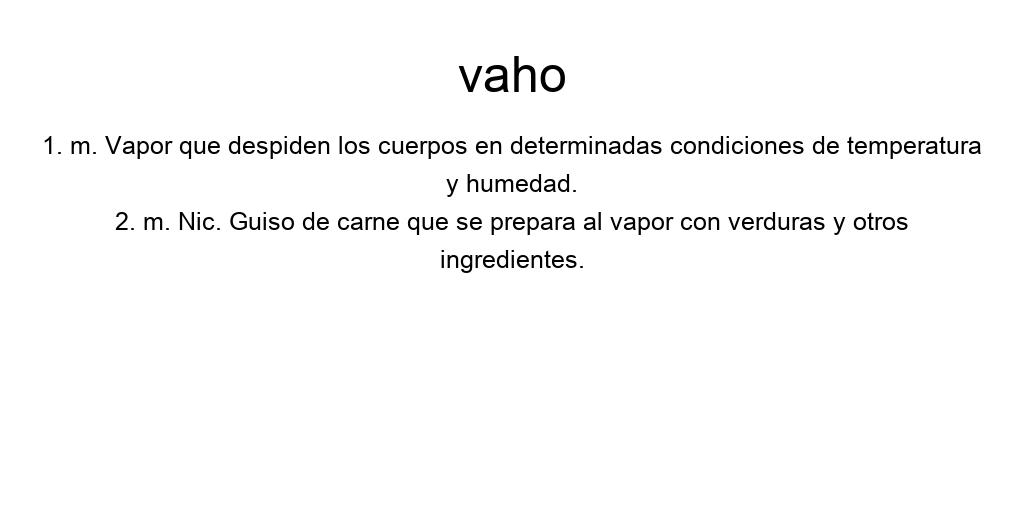 vaho
1. m. Vapor que despiden los cuerpos en determinadas condiciones de temperatura
y humedad.
2. m. Nic. Guiso de carne que se prepara al vapor con verduras y otros
ingredientes.